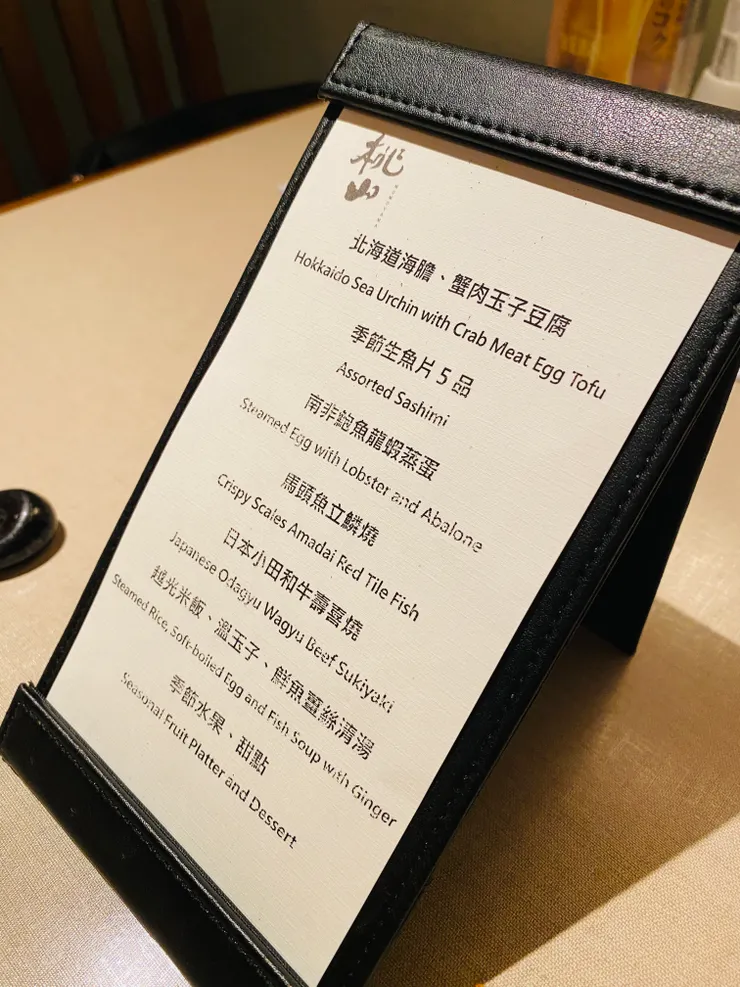 桃山
北海道海膽、蟹肉玉子豆腐
Hokkaido Sea Urchin with Crab Meat Egg Tofu
季節生魚片 5 品
Assorted Sashimi
南非鮑魚龍蝦蒸蛋
Steamed Egg with Lobster and Abalone
馬頭魚立鱗燒
Crispy Scales Amadai Red Tile Fish
日本小田和牛壽喜燒
Japanese Odagyu Wagyu Beef Sukiyaki
越光米飯、溫玉子、鮮魚薑絲清湯
Steamed Rice, Soft-boiled Egg and Fish Soup with Ginger
季節水果、甜點
Seasonal Fruit Platter and Dessert